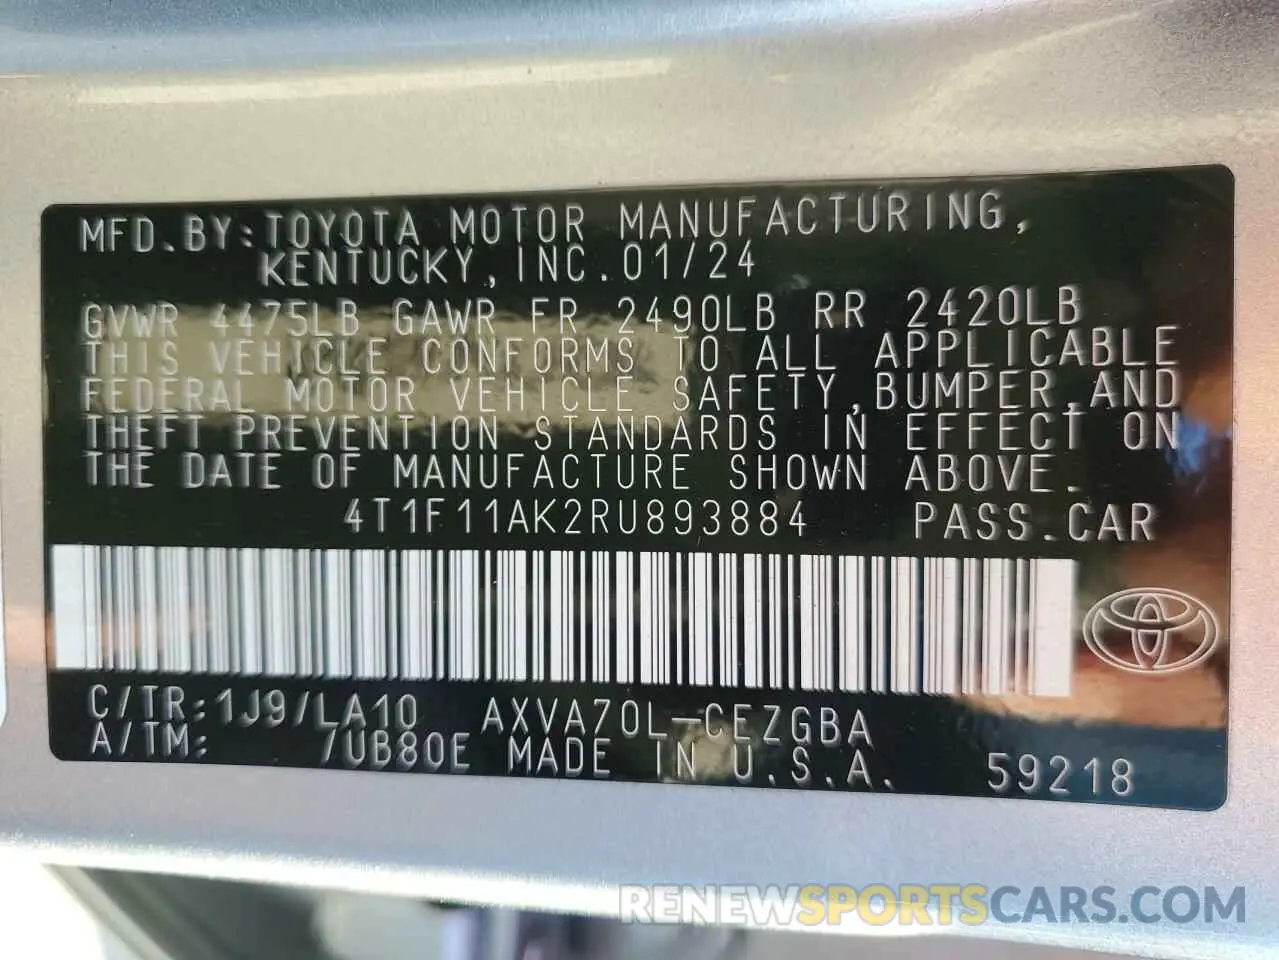 MFD.BY:TOYOTA MOTOR MANUFACTURING,
KENTUCKY,INC.01/24
GVWR 4475LB GAWR FR 2490LB RR 2420LB
THIS VEHICLE CONFORMS TO ALL APPLICABLE
FEDERAL MOTOR VEHICLE SAFETY,BUMPER,AND
THEFT PREVENTION STANDARDS IN EFFECT ON
THE DATE OF MANUFACTURE SHOWN ABOVE.
4T1F11AK2RU893884 PASS.CAR
C/TR:1J9/LA10 AXVA70L-CEZGBA
A/TM: /UB80E MADE IN U.S.A. 59218
RENEWSPORTSCARS.COM